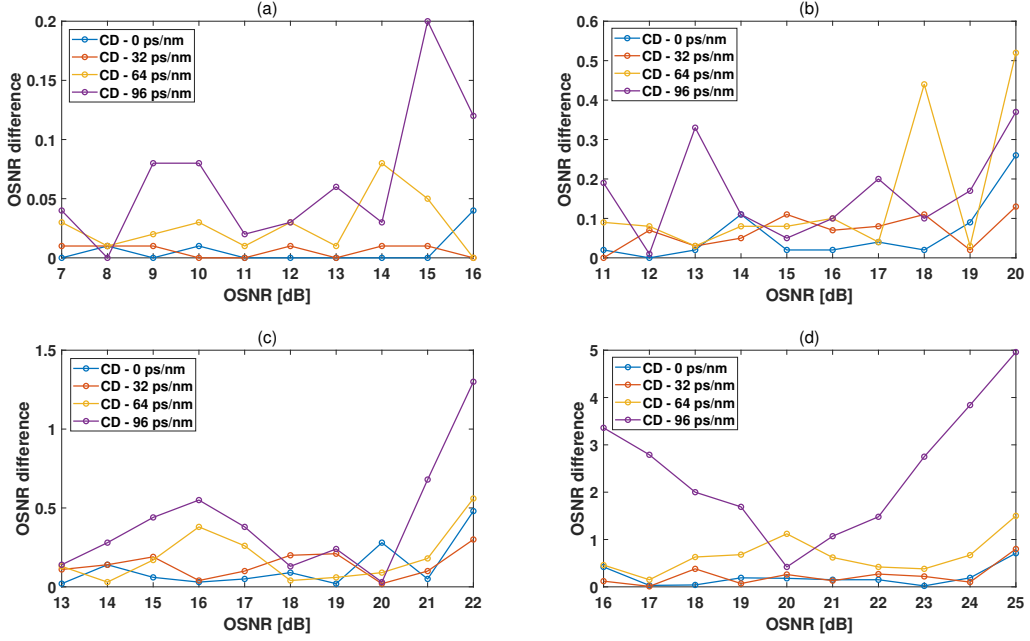 (a)
0.2
0.15
0.1
0.05
0
OSNR difference
CD - 0 ps/nm
CD - 32 ps/nm
CD - 64 ps/nm
CD - 96 ps/nm
7 8 9 10 11 12 13 14 15 16
OSNR [dB]
(b)
0.6
0.5
0.4
0.3
0.2
0.1
0
OSNR difference
CD - 0 ps/nm
CD - 32 ps/nm
CD - 64 ps/nm
CD - 96 ps/nm
11 12 13 14 15 16 17 18 19 20
OSNR [dB]
(c)
1.5
1
0.5
0
OSNR difference
CD - 0 ps/nm
CD - 32 ps/nm
CD - 64 ps/nm
CD - 96 ps/nm
13 14 15 16 17 18 19 20 21 22
OSNR [dB]
(d)
5
4
3
2
1
0
OSNR difference
CD - 0 ps/nm
CD - 32 ps/nm
CD - 64 ps/nm
CD - 96 ps/nm
16 17 18 19 20 21 22 23 24 25
OSNR [dB]